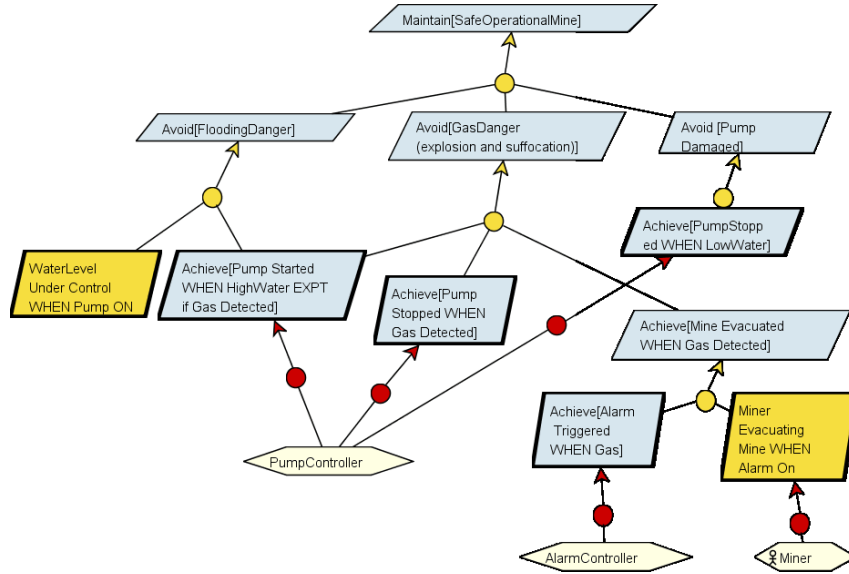 Maintain[SafeOperationalMine]
Avoid[FloodingDanger]
Avoid[GasDanger
(explosion and suffocation)]
Avoid [Pump
Damaged]
Achieve[PumpStopp
ed WHEN LowWater]
WaterLevel
Under Control
WHEN Pump ON
Achieve[Pump Started
WHEN HighWater EXPT
if Gas Detected]
Achieve[Pump
Stopped WHEN
Gas Detected]
Achieve[Mine Evacuated
WHEN Gas Detected]
Achieve[Alarm
Triggered
WHEN Gas]
Miner
Evacuating
Mine WHEN
Alarm On
PumpController
AlarmController
Miner